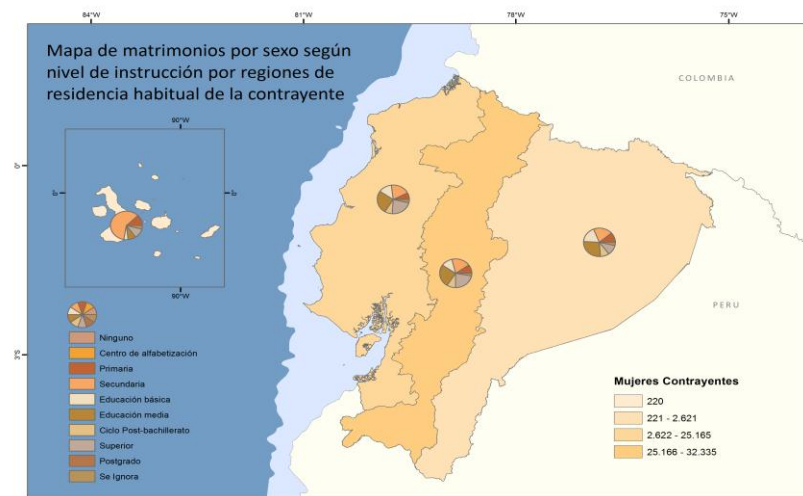 84°W
81°W
78°W
75°W
Mapa de matrimonios por sexo según
nivel de instrucción por regiones de
residencia habitual de la contrayente
COLOMBIA
90°W
0°
0°
0°
90°W
PERU
3°S
Ninguno
Centro de alfabetización
Primaria
Secundaria
Educación básica
Educación media
Ciclo Post-bachillerato
Superior
Postgrado
Se Ignora
Mujeres Contrayentes
220
221 - 2.621
2.622 - 25.165
25.166 - 32.335